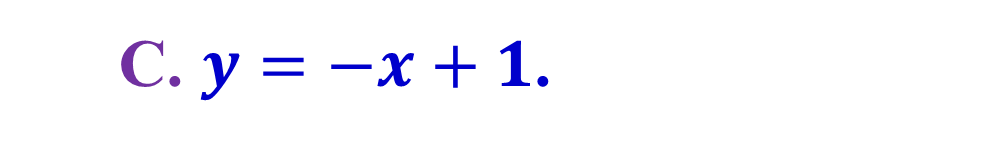 C. y = −x + 1.